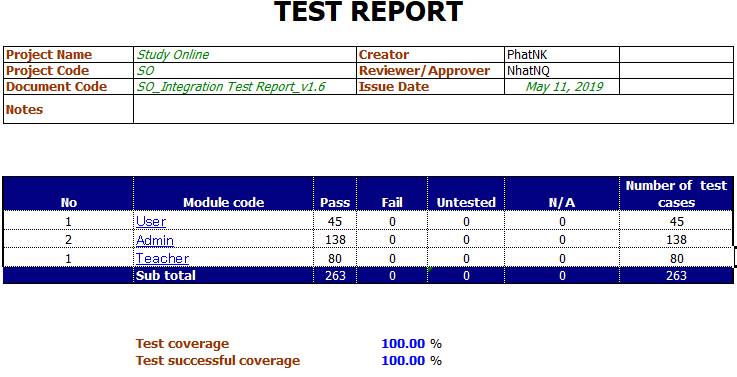 TEST REPORT
Project Name Study Online Creator PhatNK
Project Code SO Reviewer/Approver NhatNQ
Document Code SO_Integration Test Report_v1.6 Issue Date May 11, 2019
Notes
No Module code Pass Fail Untested N/A Number of test cases
1 User 45 0 0 0 45
2 Admin 138 0 0 0 138
1 Teacher 80 0 0 0 80
Sub total 263 0 0 0 263
Test coverage 100.00 %
Test successful coverage 100.00 %